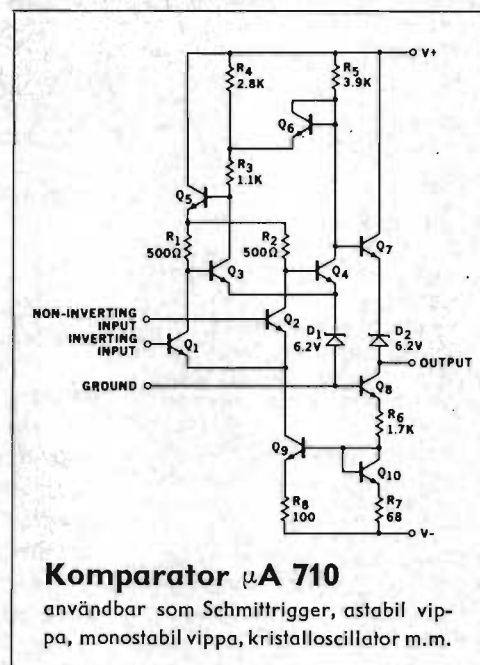 V+
R4
2.8K
R5
3.9K
Q6
R3
1.1K
Q5
R1
500Ω
R2
500Ω
Q3
Q4
Q7
NON-INVERTING
INPUT
Q2
D1
6.2V
D2
6.2V
INVERTING
INPUT
Q1
OUTPUT
GROUND
Q8
R6
1.7K
Q9
Q10
R8
100
R7
68
V-
Komparator μA 710
användbar som Schmittrigger, astabil vip-
pa, monostabil vippa, kristalloscillator m.m.